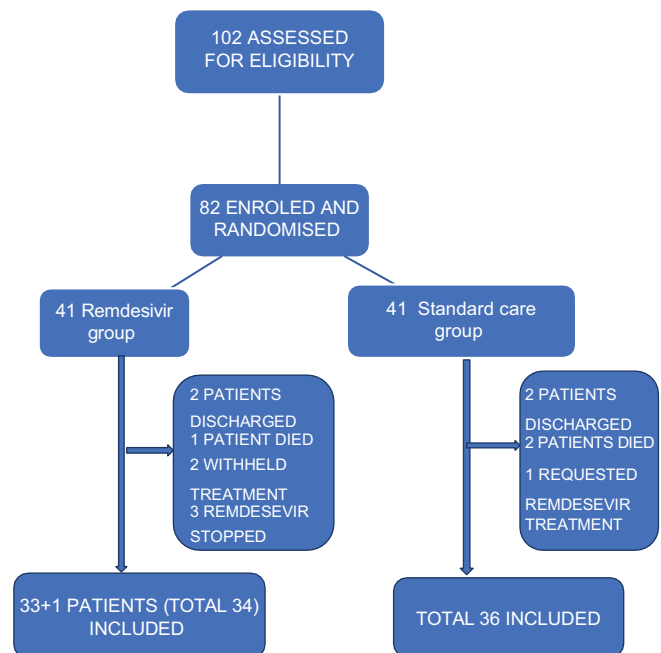 102 ASSESSED
FOR ELIGIBILITY
82 ENROLED AND
RANDOMISED
41 Remdesivir
group
41 Standard care
group
2 PATIENTS
DISCHARGED
1 PATIENT DIED
2 WITHHELD
TREATMENT
3 REMDESEVIR
STOPPED
2 PATIENTS
DISCHARGED
2 PATIENTS DIED
1 REQUESTED
REMDESEVIR
TREATMENT
33+1 PATIENTS (TOTAL 34)
INCLUDED
TOTAL 36 INCLUDED